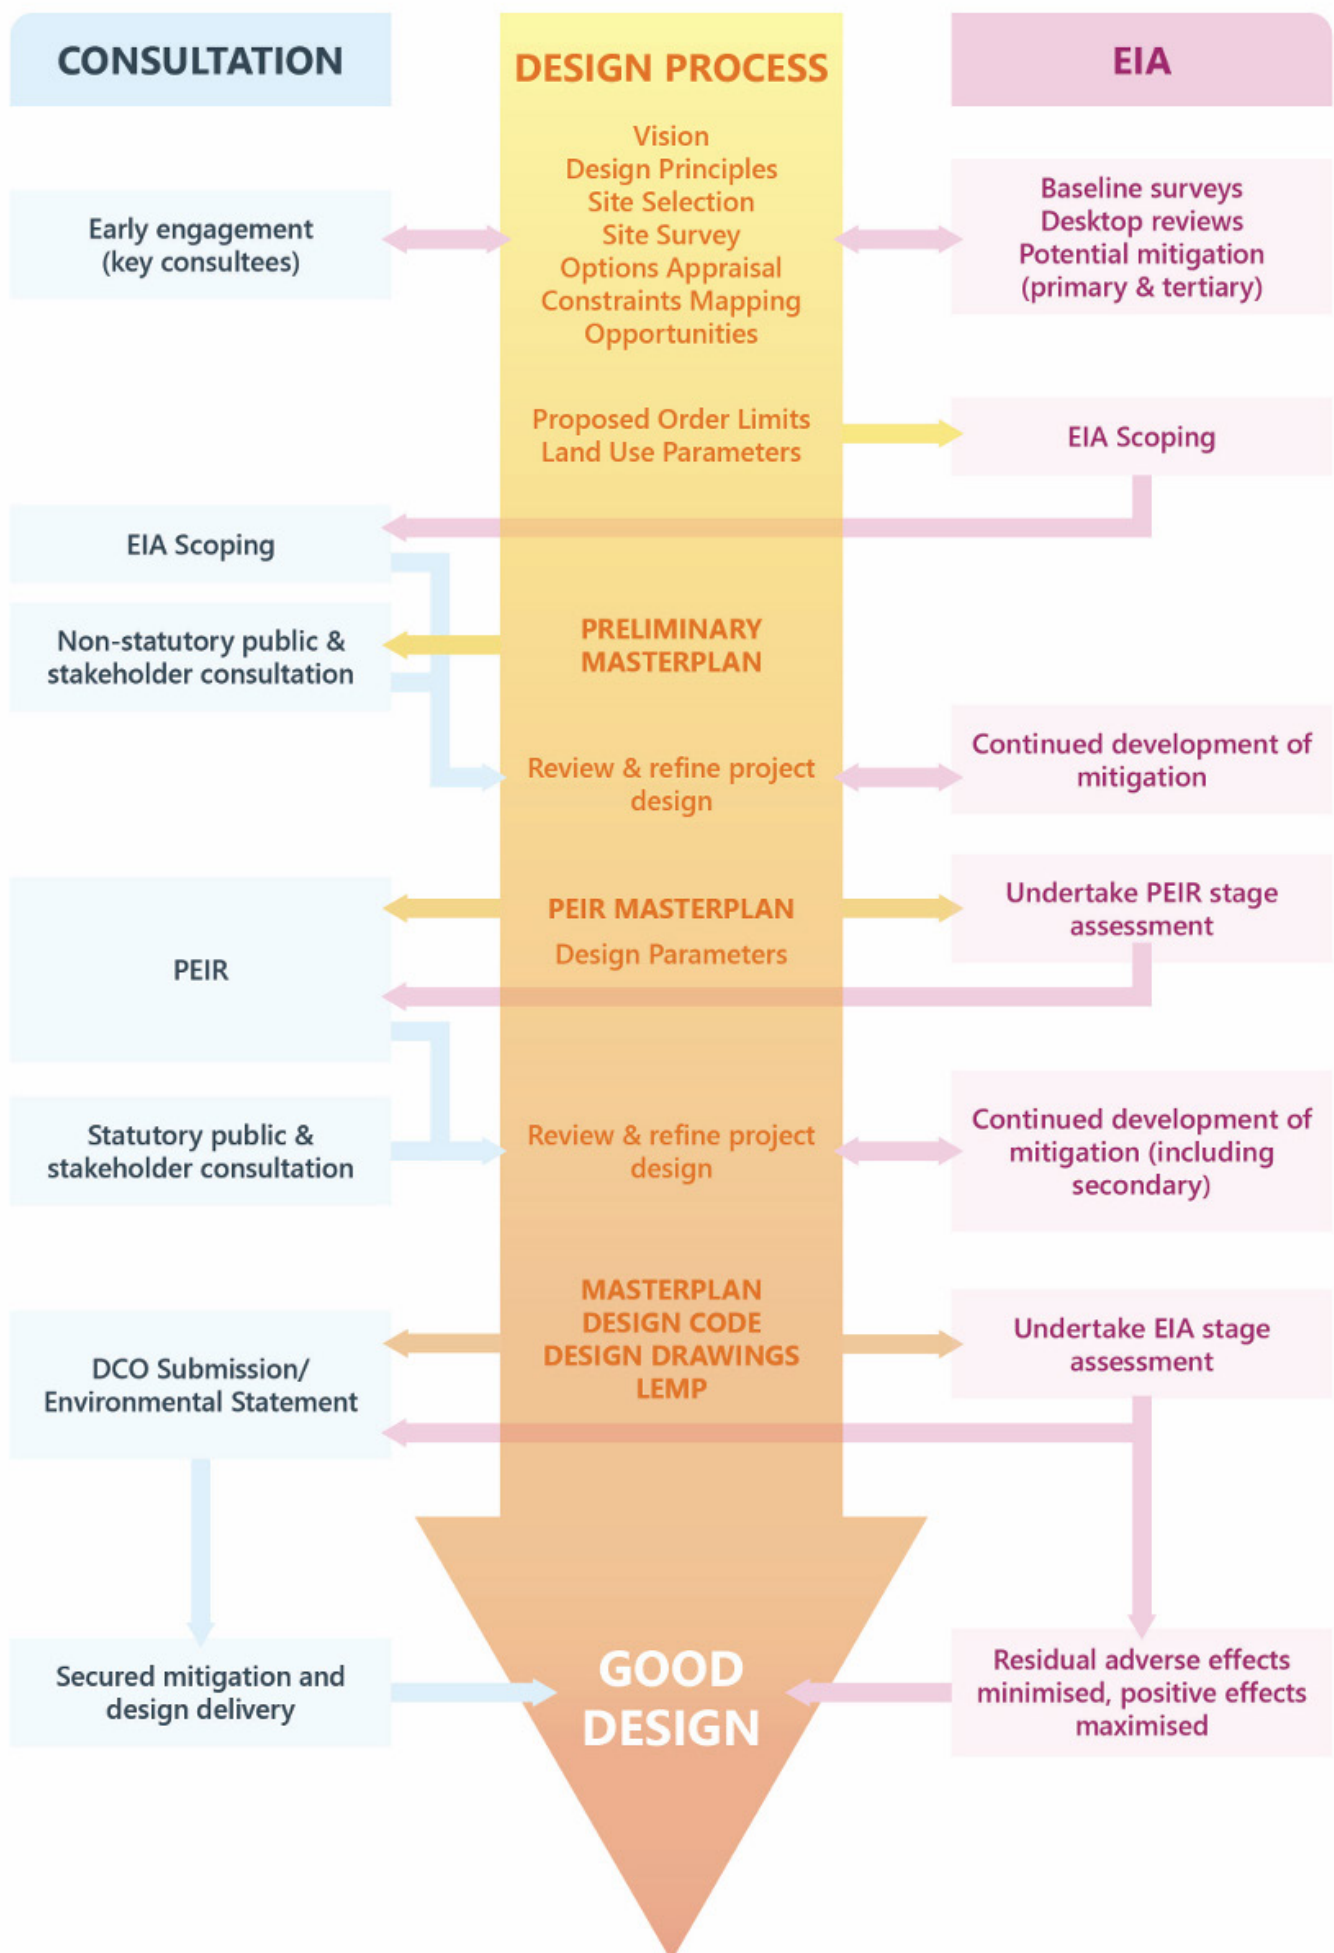 CONSULTATION
DESIGN PROCESS
EIA
Vision
Design Principles
Site Selection
Site Survey
Options Appraisal
Constraints Mapping
Opportunities
Early engagement
(key consultees)
Baseline surveys
Desktop reviews
Potential mitigation
(primary & tertiary)
Proposed Order Limits
Land Use Parameters
EIA Scoping
EIA Scoping
Non-statutory public &
stakeholder consultation
PRELIMINARY
MASTERPLAN
Review & refine project
design
Continued development of
mitigation
PEIR MASTERPLAN
Design Parameters
Undertake PEIR stage
assessment
PEIR
Statutory public &
stakeholder consultation
Review & refine project
design
Continued development of
mitigation (including
secondary)
MASTERPLAN
DESIGN CODE
DESIGN DRAWINGS
LEMP
Undertake EIA stage
assessment
DCO Submission/
Environmental Statement
Secured mitigation and
design delivery
GOOD
DESIGN
Residual adverse effects
minimised, positive effects
maximised